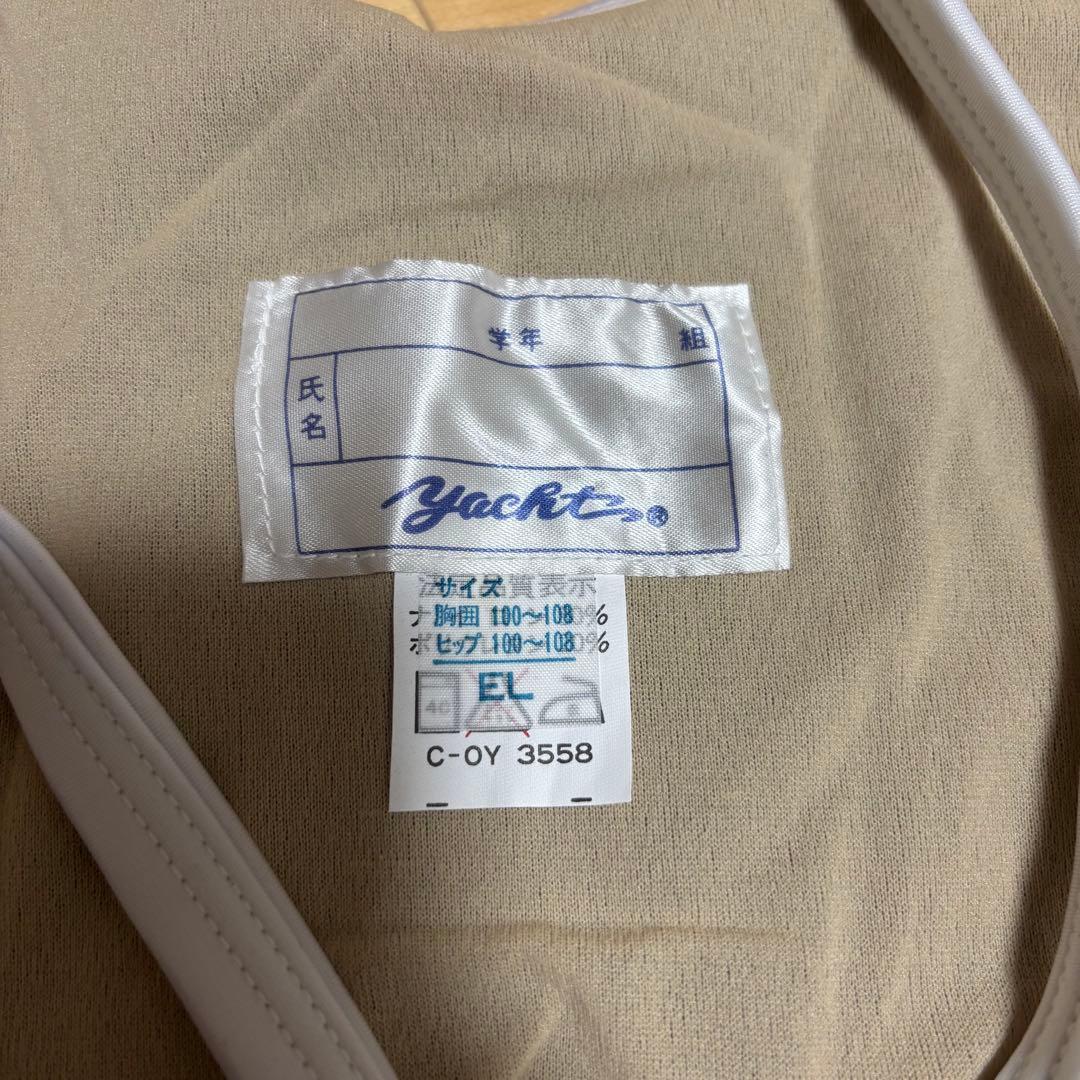 学年 組
氏名
yacht®
サイズ
胸囲 100〜108
ヒップ 100〜108
EL
40
C-OY 3558